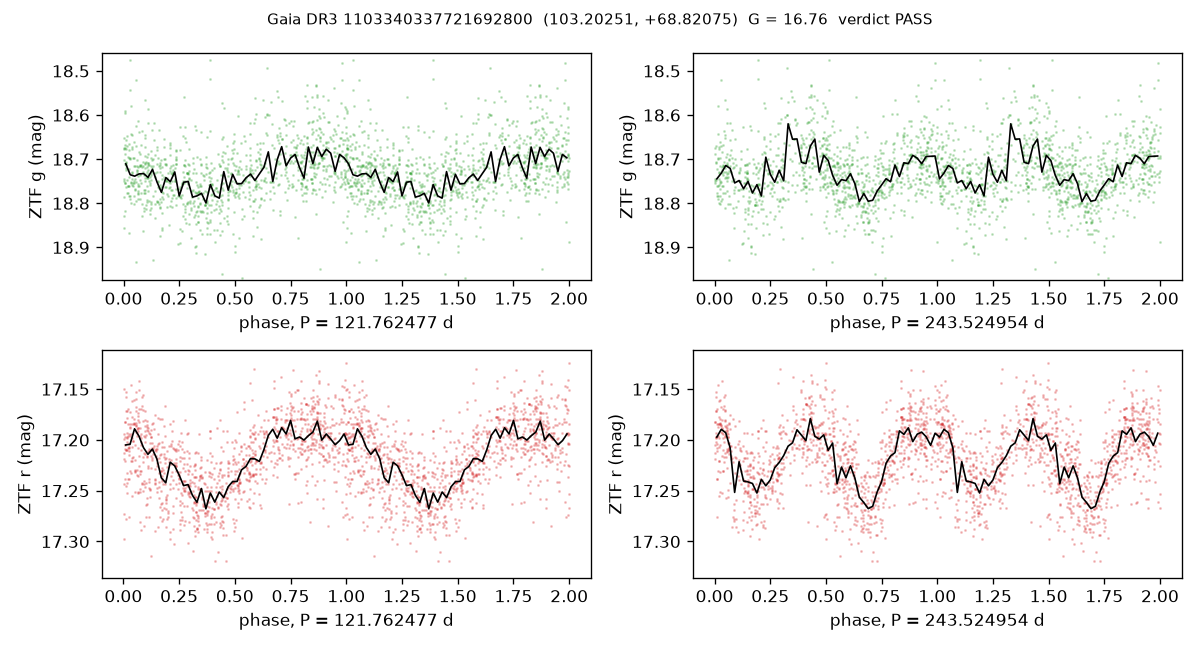 Gaia DR3 1103340337721692800 (103.20251, +68.82075) G = 16.76 verdict PASS
ZTF g (mag)
18.5
18.6
18.7
18.8
18.9
0.00 0.25 0.50 0.75 1.00 1.25 1.50 1.75 2.00
phase, P = 121.762477 d
ZTF g (mag)
18.5
18.6
18.7
18.8
18.9
0.00 0.25 0.50 0.75 1.00 1.25 1.50 1.75 2.00
phase, P = 243.524954 d
ZTF r (mag)
17.15
17.20
17.25
17.30
0.00 0.25 0.50 0.75 1.00 1.25 1.50 1.75 2.00
phase, P = 121.762477 d
ZTF r (mag)
17.15
17.20
17.25
17.30
0.00 0.25 0.50 0.75 1.00 1.25 1.50 1.75 2.00
phase, P = 243.524954 d